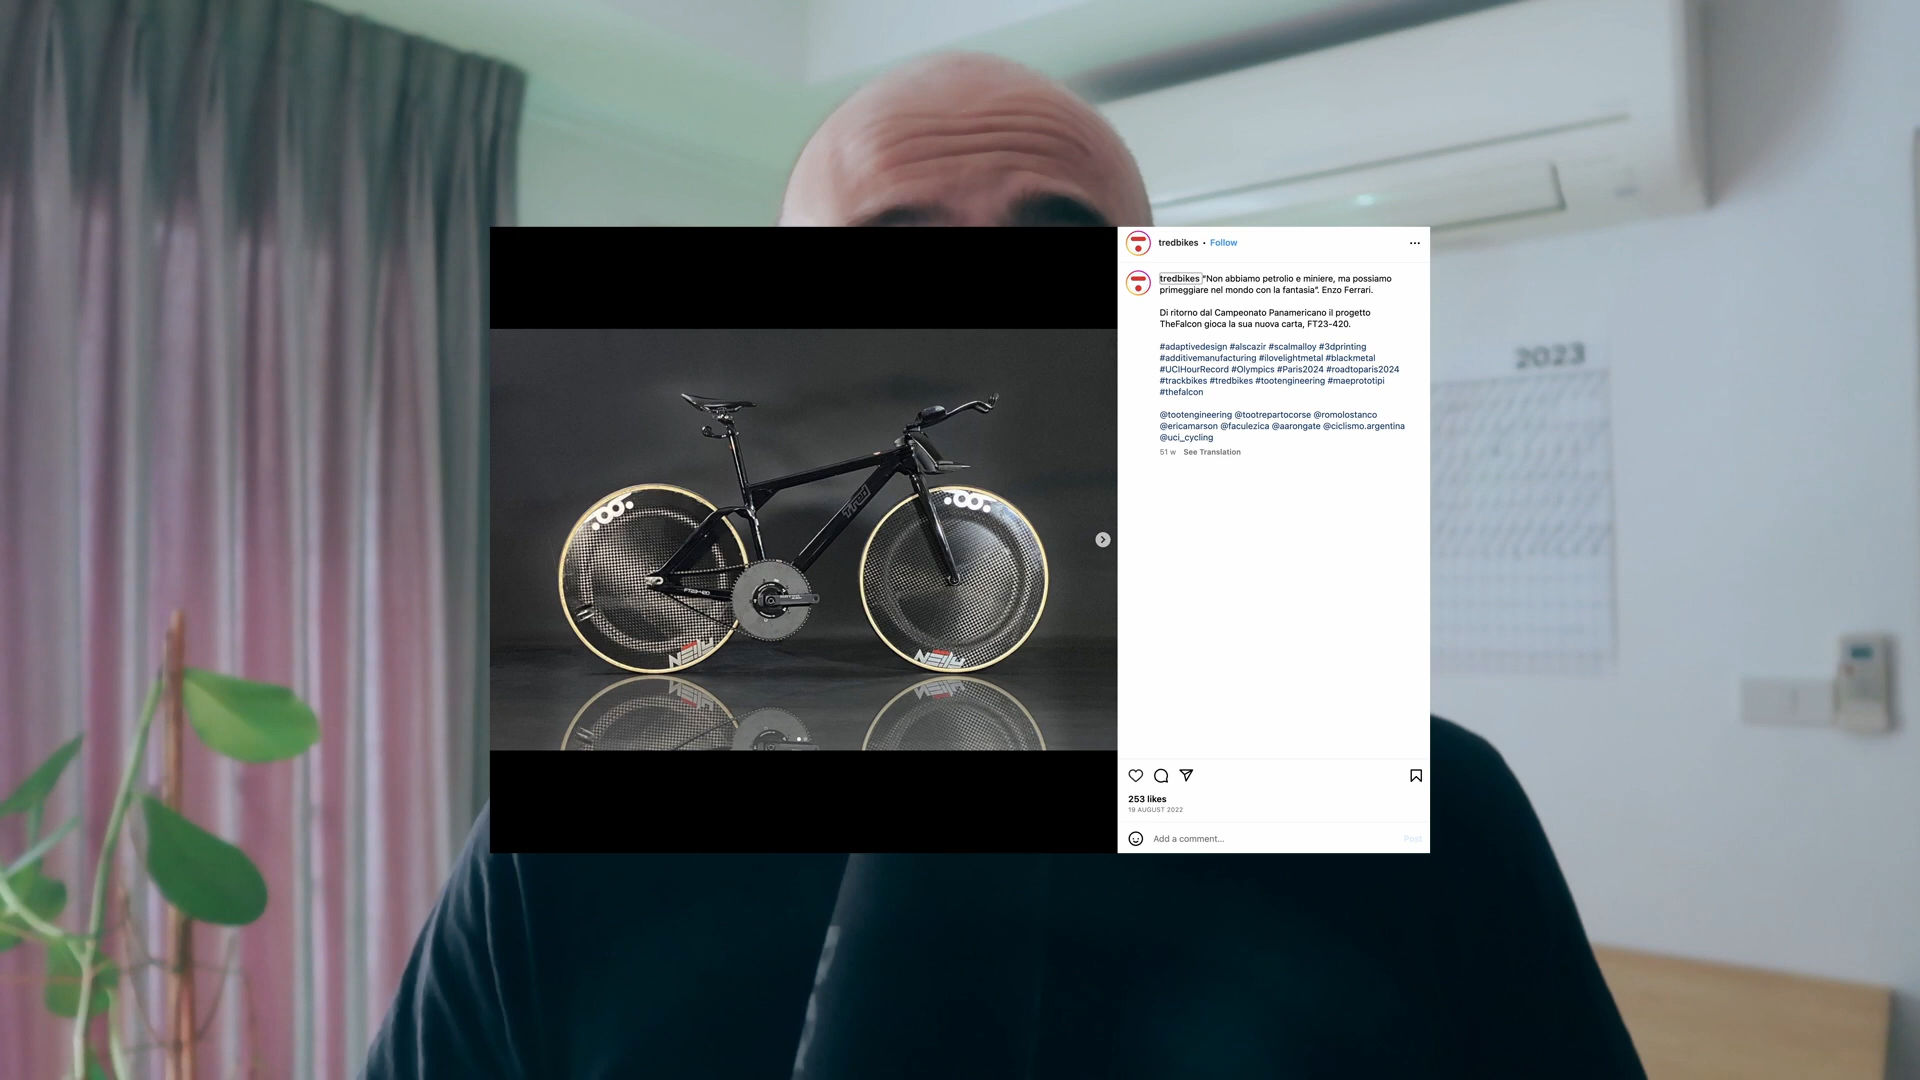 2023
tredbikes • Follow
tredbikes "Non abbiamo petrolio e miniere, ma possiamo
primeggiare nel mondo con la fantasia". Enzo Ferrari.
Di ritorno dal Campeonato Panamericano il progetto
TheFalcon gioca la sua nuova carta, FT23-420.
#adaptivedesign #alscazir #scalmalloy #3dprinting
#additivemanufacturing #ilovelightmetal #blackmetal
#UCIHourRecord #Olympics #Paris2024 #roadtoparis2024
#trackbikes #tredbikes #tootengineering #maeprototipi
#thefalcon
@tootengineering @tootrepartocorse @romolostanco
@ericamarson @faculezica @aarongate @ciclismo.argentina
@uci_cycling
51 w See Translation
Tred
253 likes
19 AUGUST 2022
Add a comment...
Post